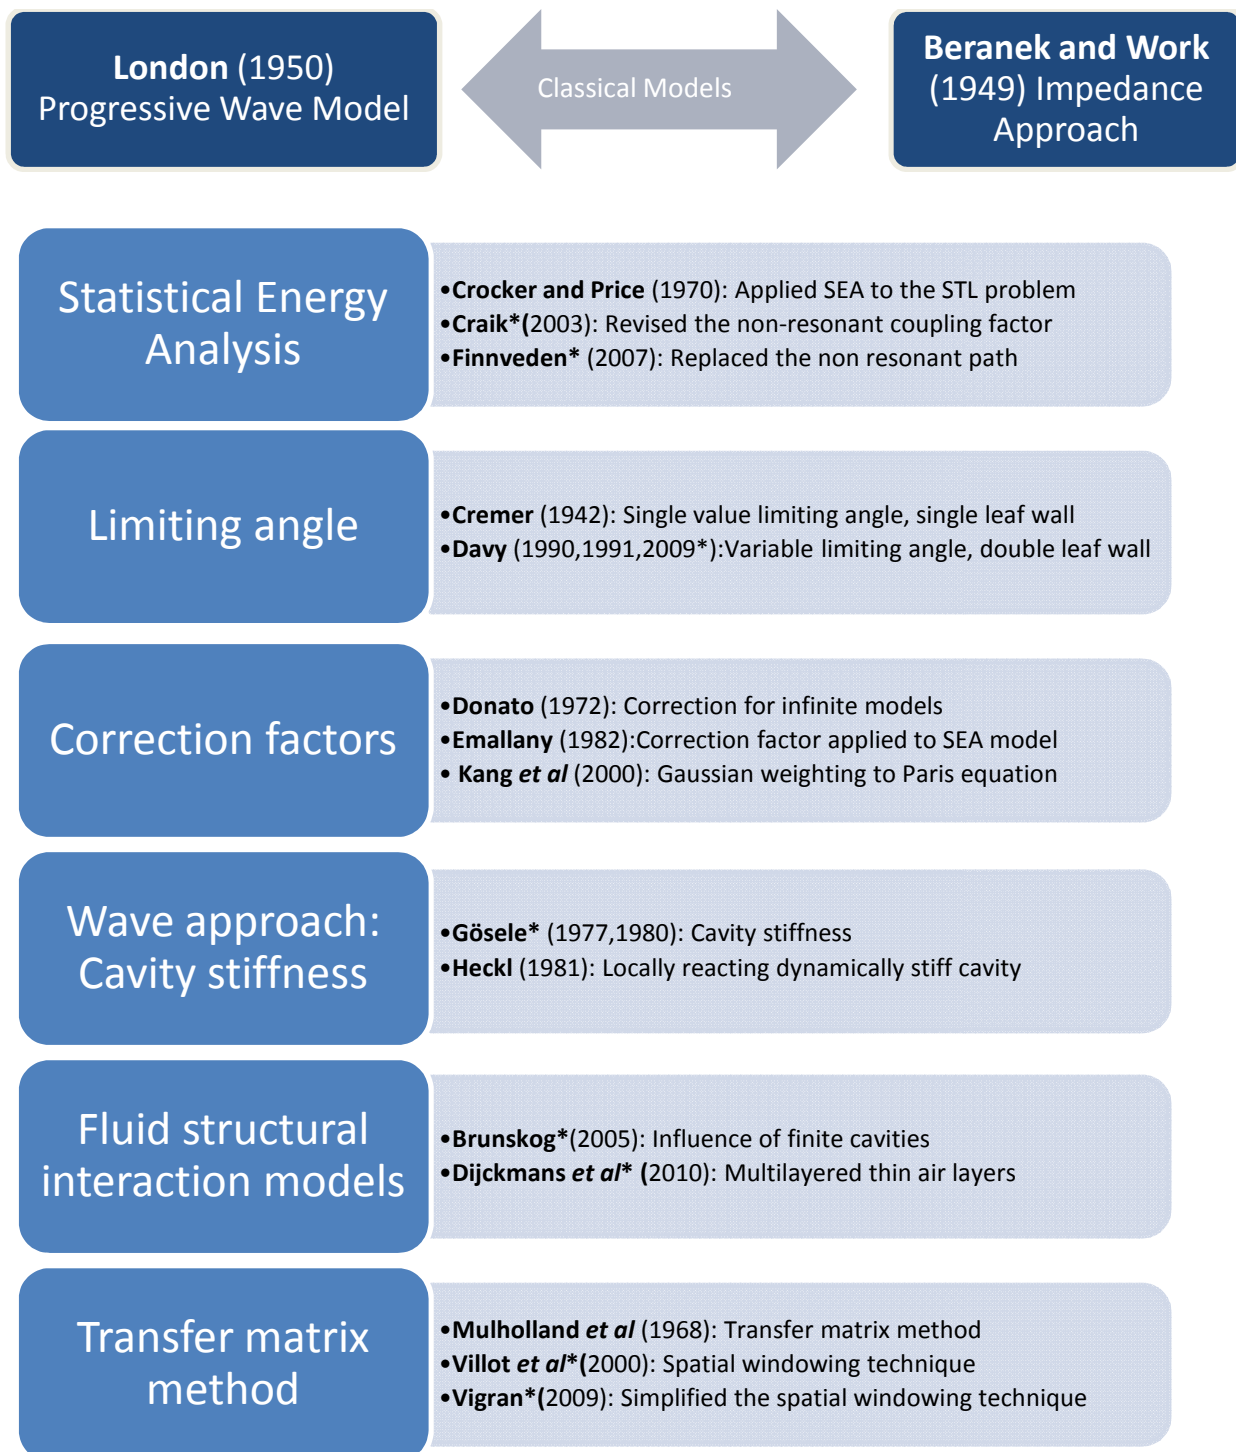 London (1950)
Progressive Wave Model
Classical Models
Beranek and Work
(1949) Impedance
Approach
Statistical Energy
Analysis
•Crocker and Price (1970): Applied SEA to the STL problem
•Craik*(2003): Revised the non-resonant coupling factor
•Finnveden* (2007): Replaced the non resonant path
Limiting angle
•Cremer (1942): Single value limiting angle, single leaf wall
•Davy (1990,1991,2009*):Variable limiting angle, double leaf wall
Correction factors
•Donato (1972): Correction for infinite models
•Emallany (1982):Correction factor applied to SEA model
• Kang et al (2000): Gaussian weighting to Paris equation
Wave approach:
Cavity stiffness
•Gösele* (1977,1980): Cavity stiffness
•Heckl (1981): Locally reacting dynamically stiff cavity
Fluid structural
interaction models
•Brunskog*(2005): Influence of finite cavities
•Dijckmans et al* (2010): Multilayered thin air layers
Transfer matrix
method
•Mulholland et al (1968): Transfer matrix method
•Villot et al*(2000): Spatial windowing technique
•Vigran*(2009): Simplified the spatial windowing technique